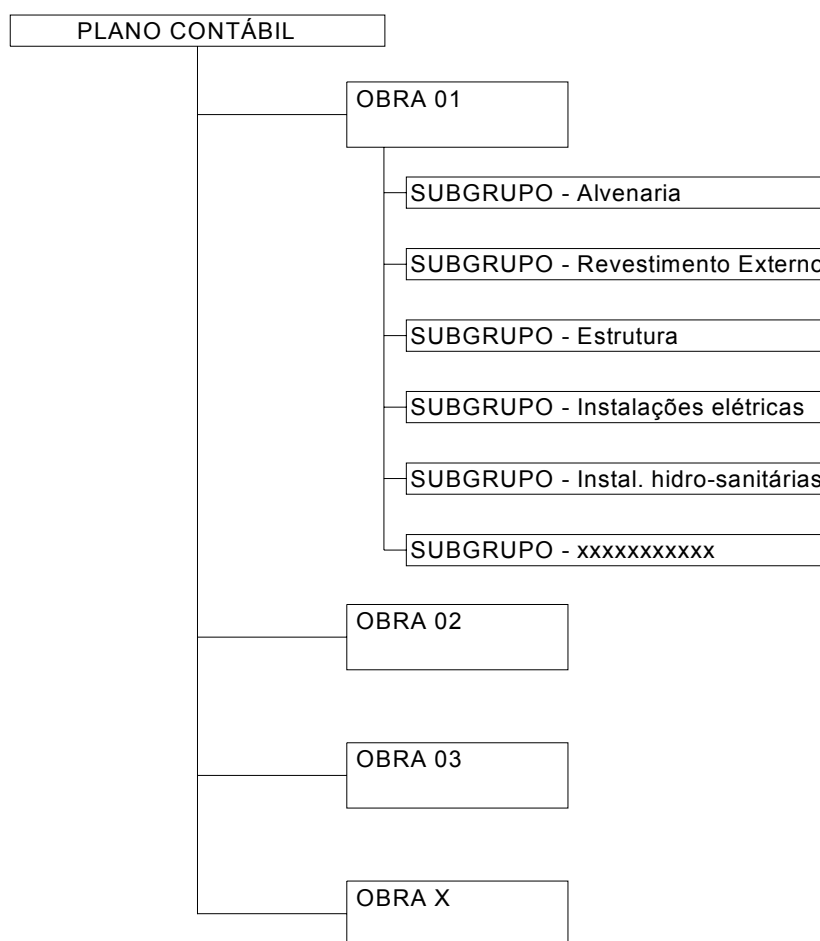 PLANO CONTÁBIL
OBRA 01
SUBGRUPO - Alvenaria
SUBGRUPO - Revestimento Externo
SUBGRUPO - Estrutura
SUBGRUPO - Instalações elétricas
SUBGRUPO - Instal. hidro-sanitárias
SUBGRUPO - xxxxxxxxxxx
OBRA 02
OBRA 03
OBRA X